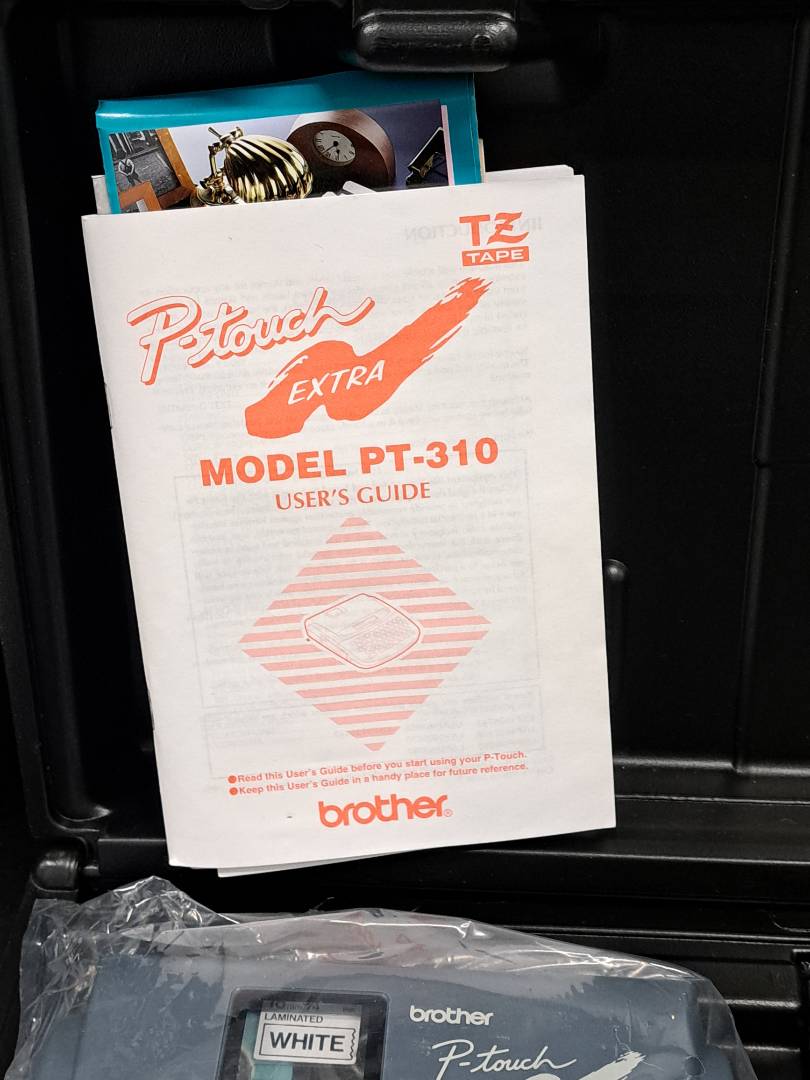 TZ
TAPE
P-touch
EXTRA
MODEL PT-310
USER'S GUIDE
●Read this User's Guide before you start using your P-Touch.
●Keep this User's Guide in a handy place for future reference.
brother®
LAMINATED
WHITE
brother
P-touch